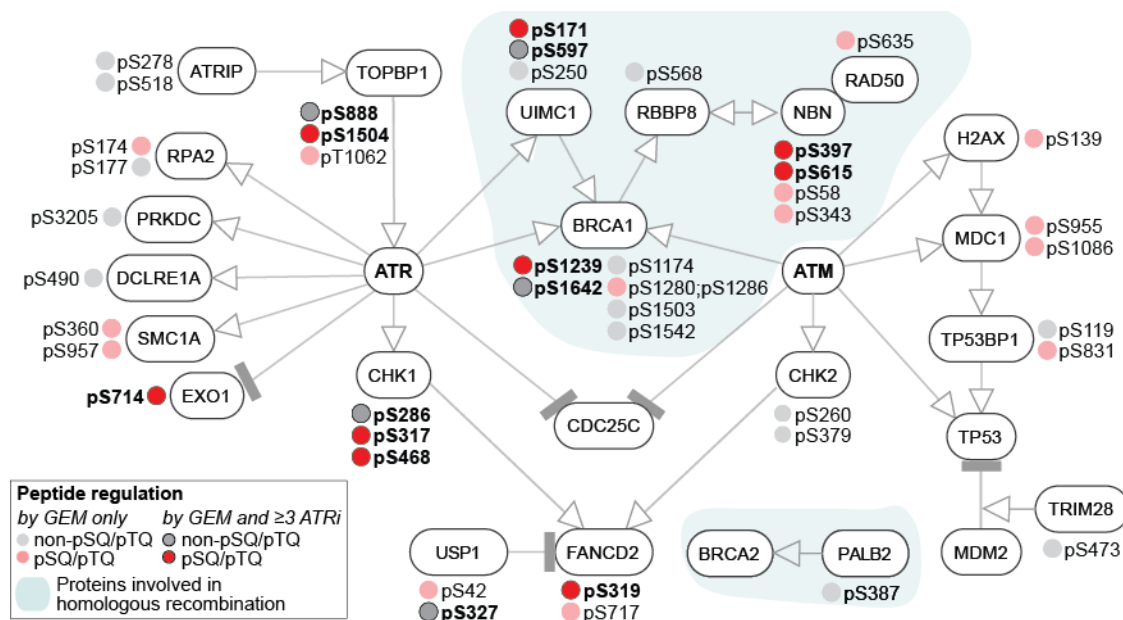 pS171
pS597
pS250
pS635
pS278
pS518
ATRIP
TOPBP1
pS568
RAD50
UIMC1
RBBP8
NBN
pS888
pS1504
pT1062
H2AX
pS139
pS174
pS177
RPA2
pS397
pS615
pS58
pS343
pS3205
PRKDC
BRCA1
MDC1
pS955
pS1086
pS490
DCLRE1A
ATR
pS1239
pS1642
pS1174
pS1280;pS1286
pS1503
pS1542
ATM
pS360
pS957
SMC1A
TP53BP1
pS119
pS831
pS714
EXO1
CHK1
CHK2
pS286
pS317
pS468
CDC25C
pS260
pS379
TP53
Peptide regulation
by GEM only
by GEM and ≥3 ATRi
non-pSQ/pTQ
non-pSQ/pTQ
pSQ/pTQ
pSQ/pTQ
Proteins involved in
homologous recombination
TRIM28
pS473
USP1
FANCD2
BRCA2
PALB2
MDM2
pS42
pS327
pS319
pS717
pS387